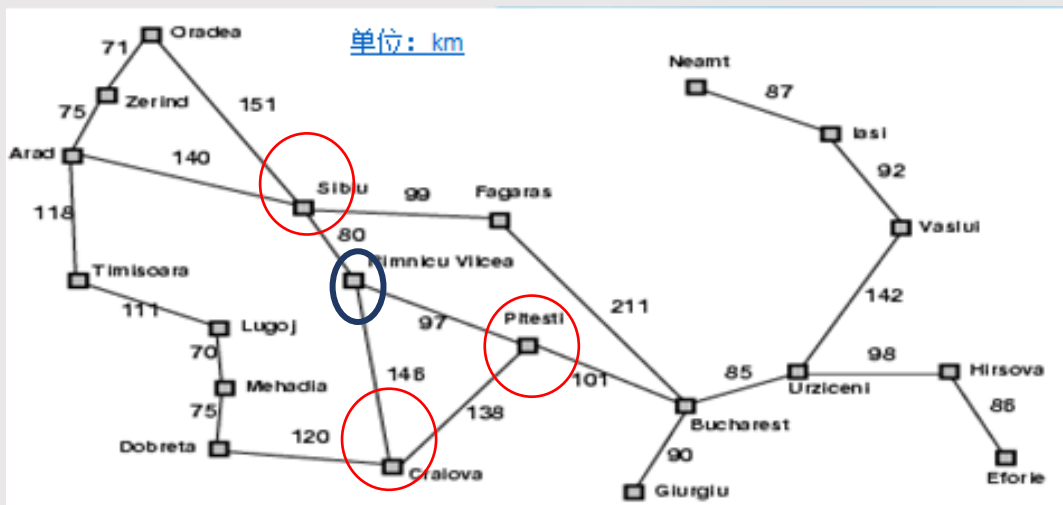 Oradea
单位: km
71
Neamt
87
Zerind
75
151
Iasi
Arad
140
92
Sibiu
99
Fagaras
118
80
Vaslui
Timisoara
Rimnicu Vilcea
142
111
211
Lugoj
97
Pitesti
70
98
Hirsova
146
101
85
Mehadia
Urziceni
75
138
86
Bucharest
120
Dobreta
90
Craiova
Eforie
Giurgiu